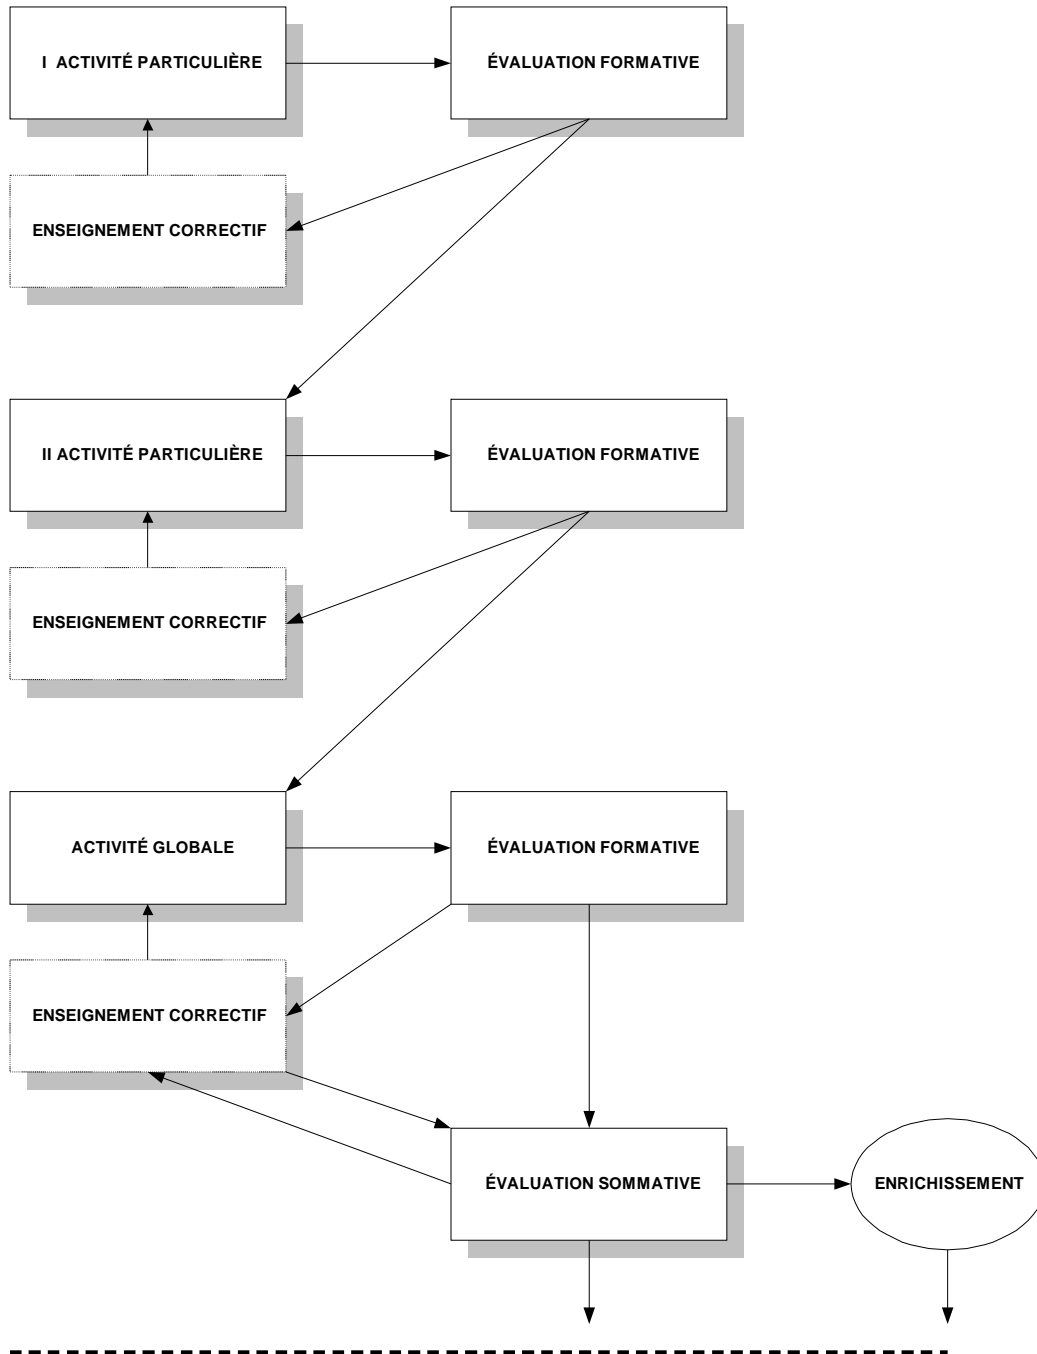 I ACTIVITÉ PARTICULIÈRE
ÉVALUATION FORMATIVE
ENSEIGNEMENT CORRECTIF
II ACTIVITÉ PARTICULIÈRE
ÉVALUATION FORMATIVE
ENSEIGNEMENT CORRECTIF
ACTIVITÉ GLOBALE
ÉVALUATION FORMATIVE
ENSEIGNEMENT CORRECTIF
ÉVALUATION SOMMATIVE
ENRICHISSEMENT